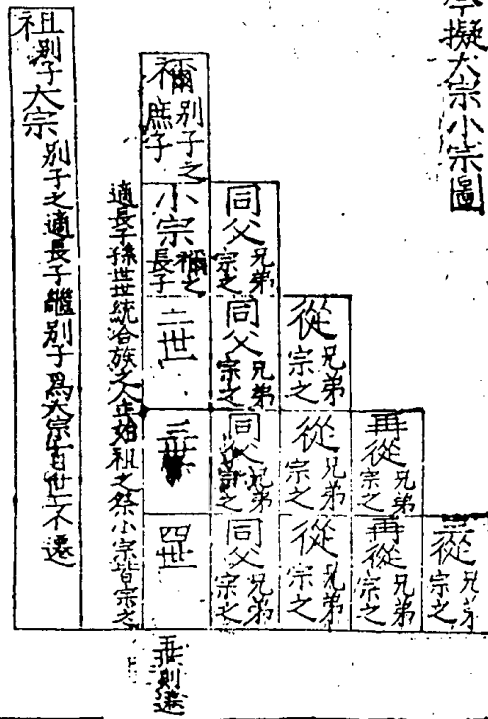 擬大宗小宗圖
三從兄弟宗之
再從兄弟宗之
再從兄弟宗之
從兄弟宗之
從兄弟宗之
從兄弟宗之
同父兄弟宗之
同父兄弟宗之
同父兄弟宗之
同父兄弟宗之
禰別子之庶子
小宗禰之長子
二世
三世
四世
五則遷
適長子孫世世統合族之人主始祖之祭小宗皆宗之
祖別子
大宗別子之適長子繼別子爲大宗百世不遷